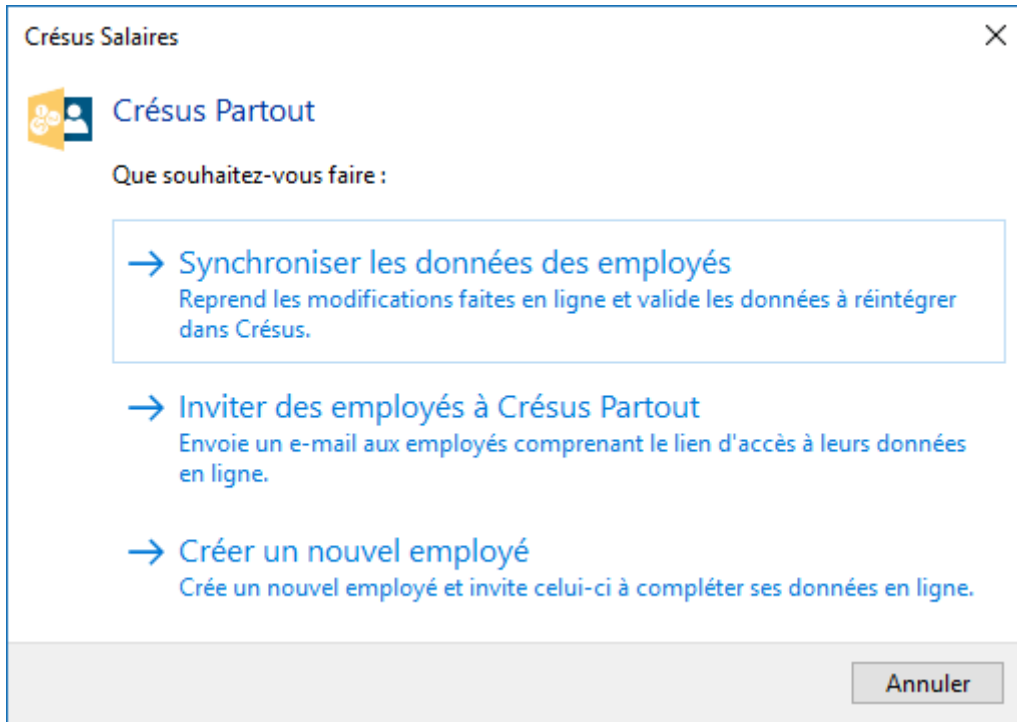 Crésus Salaires
Crésus Partout
Que souhaitez-vous faire :
Synchroniser les données des employés
Reprend les modifications faites en ligne et valide les données à réintégrer
dans Crésus.
Inviter des employés à Crésus Partout
Envoie un e-mail aux employés comprenant le lien d'accès à leurs données
en ligne.
Créer un nouvel employé
Crée un nouvel employé et invite celui-ci à compléter ses données en ligne.
Annuler